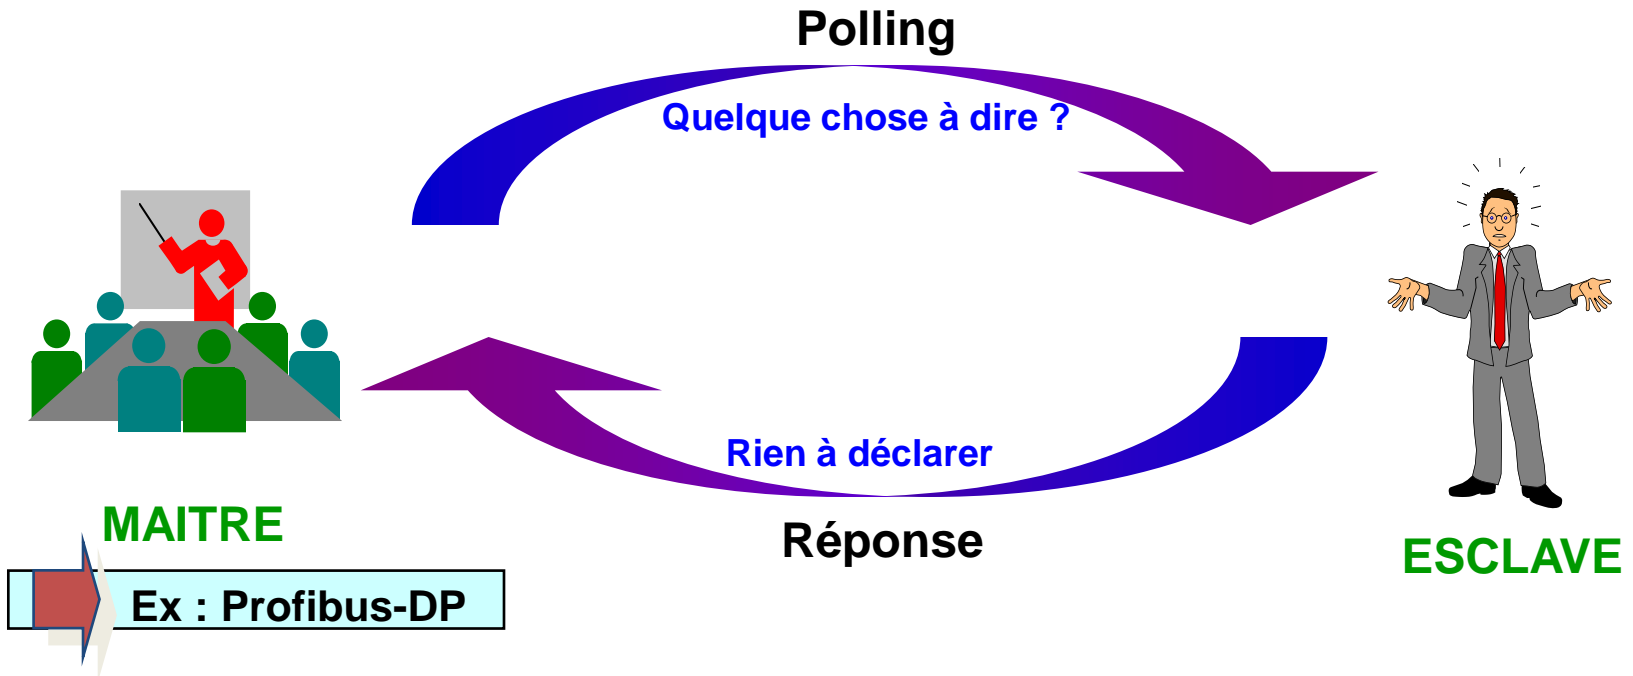 Polling
Quelque chose à dire ?
Rien à déclarer
MAITRE
Réponse
ESCLAVE
Ex : Profibus-DP